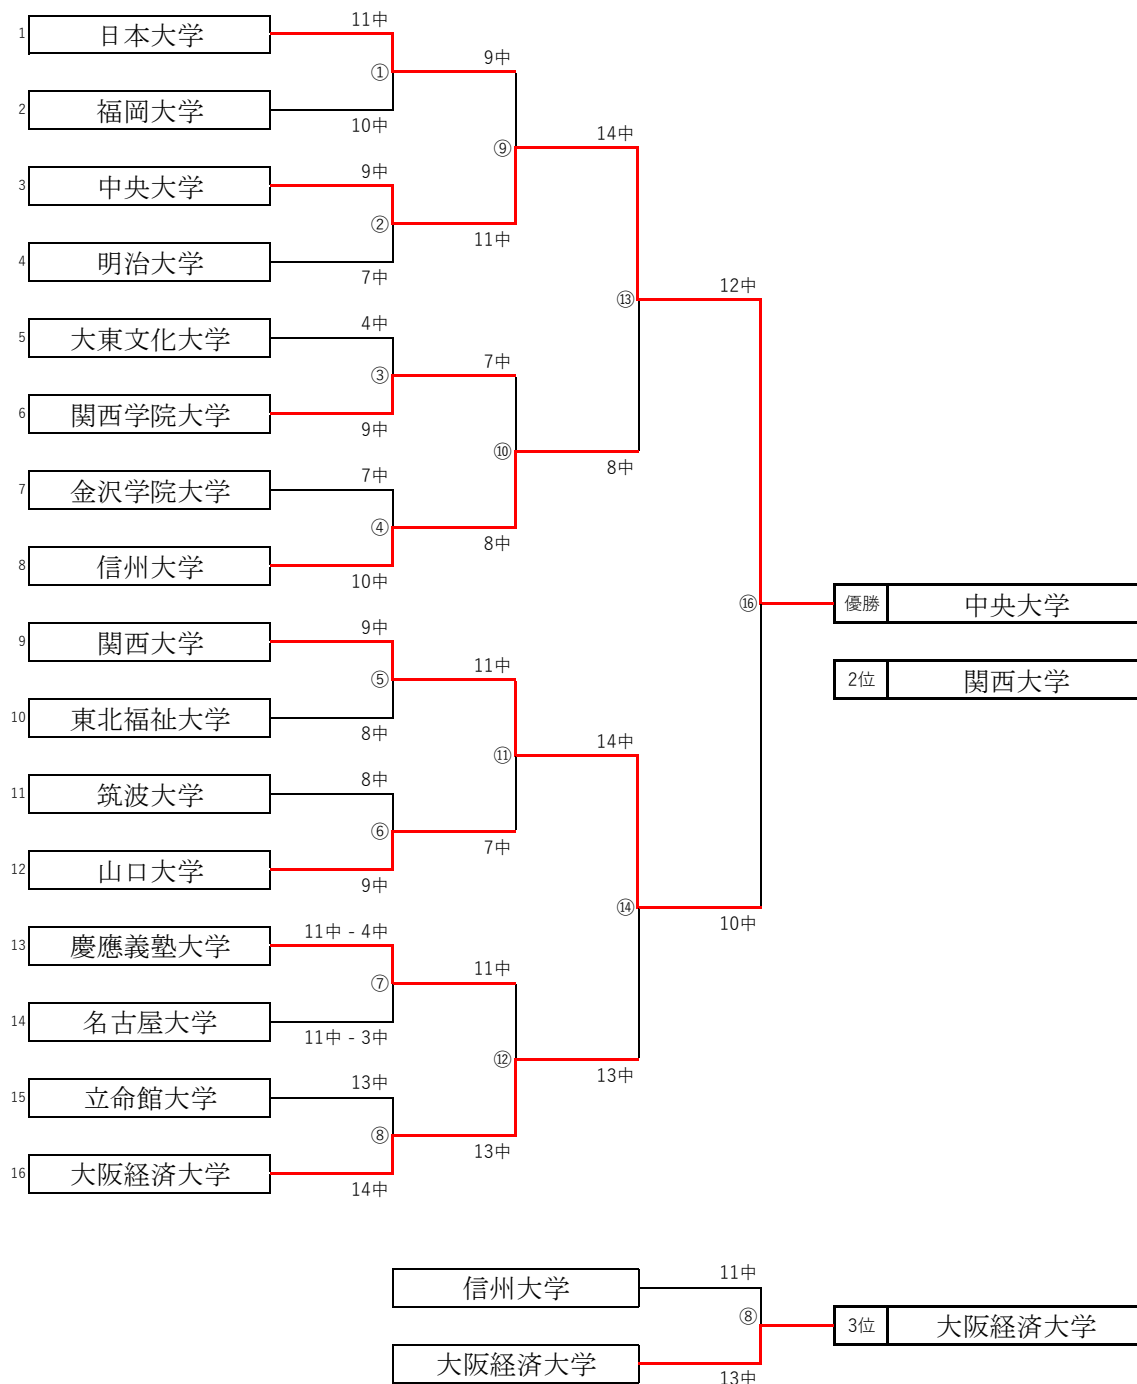 11中
1 日本大学
9中
①
2 福岡大学
10中
14中
⑨
9中
3 中央大学
②
11中
4 明治大学
7中
12中
⑬
4中
5 大東文化大学
7中
③
6 関西学院大学
9中
⑩
8中
7中
7 金沢学院大学
④
8中
8 信州大学
10中
⑯
優勝 中央大学
9中
9 関西大学
11中
⑤
2位 関西大学
10 東北福祉大学
8中
14中
⑪
8中
11 筑波大学
⑥
7中
12 山口大学
9中
⑭
10中
11中 - 4中
13 慶應義塾大学
11中
⑦
14 名古屋大学
11中 - 3中
⑫
13中
13中
15 立命館大学
⑧
13中
16 大阪経済大学
14中
11中
信州大学
⑧
3位 大阪経済大学
大阪経済大学
13中